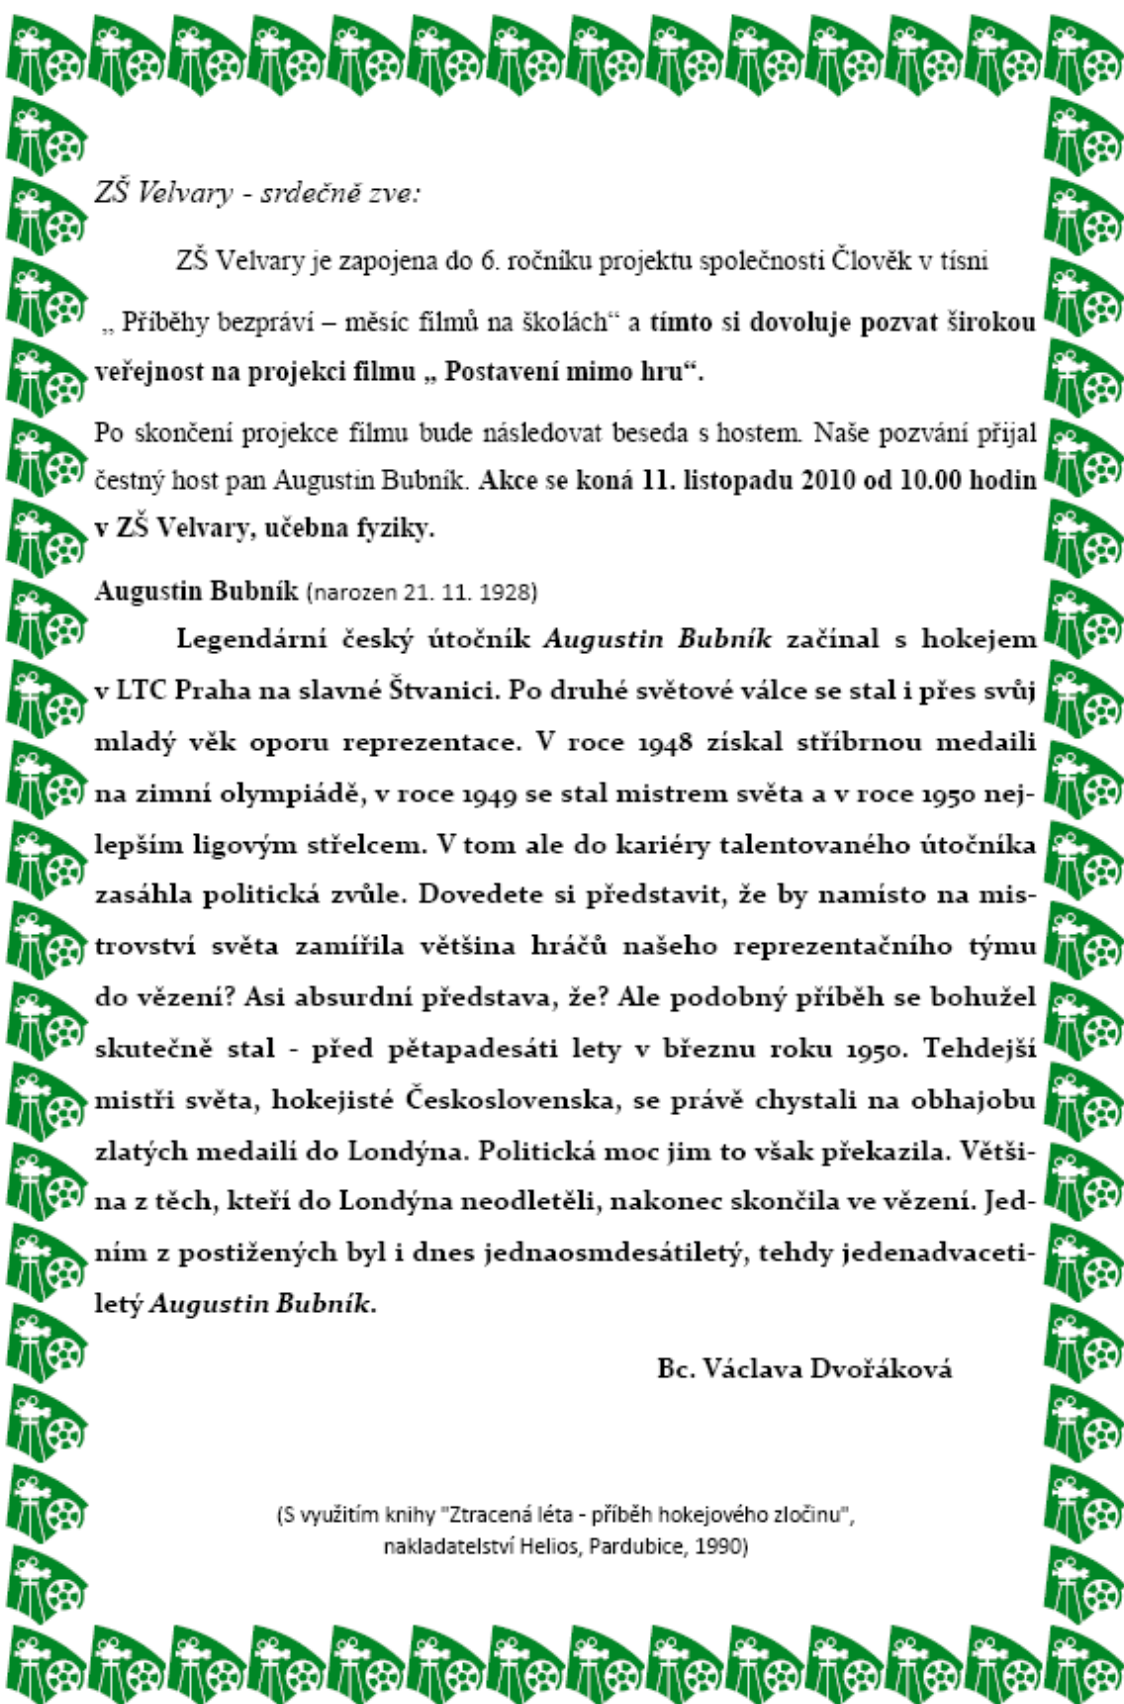 ZŠ Velvary - srdečně zve:
ZŠ Velvary je zapojena do 6. ročníku projektu společnosti Člověk v tísni
„ Příběhy bezpráví – měsíc filmů na školách“ a tímto si dovoluje pozvat širokou
veřejnost na projekci filmu „ Postavení mimo hru“.
Po skončení projekce filmu bude následovat beseda s hostem. Naše pozvání přijal
čestný host pan Augustin Bubník. Akce se koná 11. listopadu 2010 od 10.00 hodin
v ZŠ Velvary, učebna fyziky.
Augustin Bubník (narozen 21. 11. 1928)
Legendární český útočník Augustin Bubník začínal s hokejem
v LTC Praha na slavné Štvanici. Po druhé světové válce se stal i přes svůj
mladý věk oporu reprezentace. V roce 1948 získal stříbrnou medaili
na zimní olympiádě, v roce 1949 se stal mistrem světa a v roce 1950 nej-
lepším ligovým střelcem. V tom ale do kariéry talentovaného útočníka
zasáhla politická zvůle. Dovedete si představit, že by namísto na mis-
trovství světa zamířila většina hráčů našeho reprezentačního týmu
do vězení? Asi absurdní představa, že? Ale podobný příběh se bohužel
skutečně stal - před pětapadesáti lety v březnu roku 1950. Tehdejší
mistři světa, hokejisté Československa, se právě chystali na obhajobu
zlatých medailí do Londýna. Politická moc jim to však překazila. Větši-
na z těch, kteří do Londýna neodletěli, nakonec skončila ve vězení. Jed-
ním z postižených byl i dnes jednaosmdesátiletý, tehdy jedenadvaceti-
letý Augustin Bubník.
Bc. Václava Dvořáková
(S využitím knihy "Ztracená léta - příběh hokejového zločinu",
nakladatelství Helios, Pardubice, 1990)